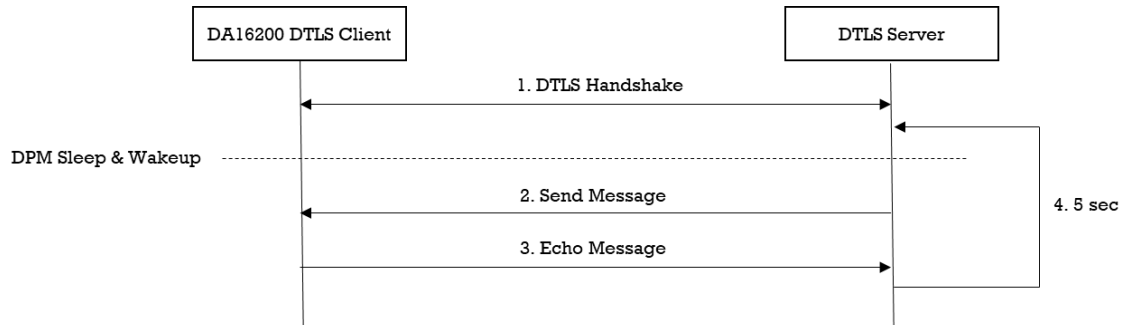 DA16200 DTLS Client
DTLS Server
1. DTLS Handshake
DPM Sleep & Wakeup
2. Send Message
4. 5 sec
3. Echo Message